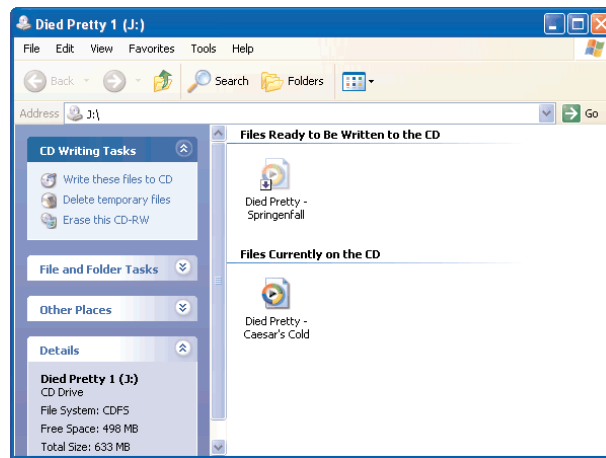 Died Pretty 1 (J:)
File Edit View Favorites Tools Help
Back Search Folders
Address J:\ Go
CD Writing Tasks
Write these files to CD
Delete temporary files
Erase this CD-RW
File and Folder Tasks
Other Places
Details
Died Pretty 1 (J:)
CD Drive
File System: CDFS
Free Space: 498 MB
Total Size: 633 MB
Files Ready to Be Written to the CD
Died Pretty -
Springenfall
Files Currently on the CD
Died Pretty -
Caesar's Cold